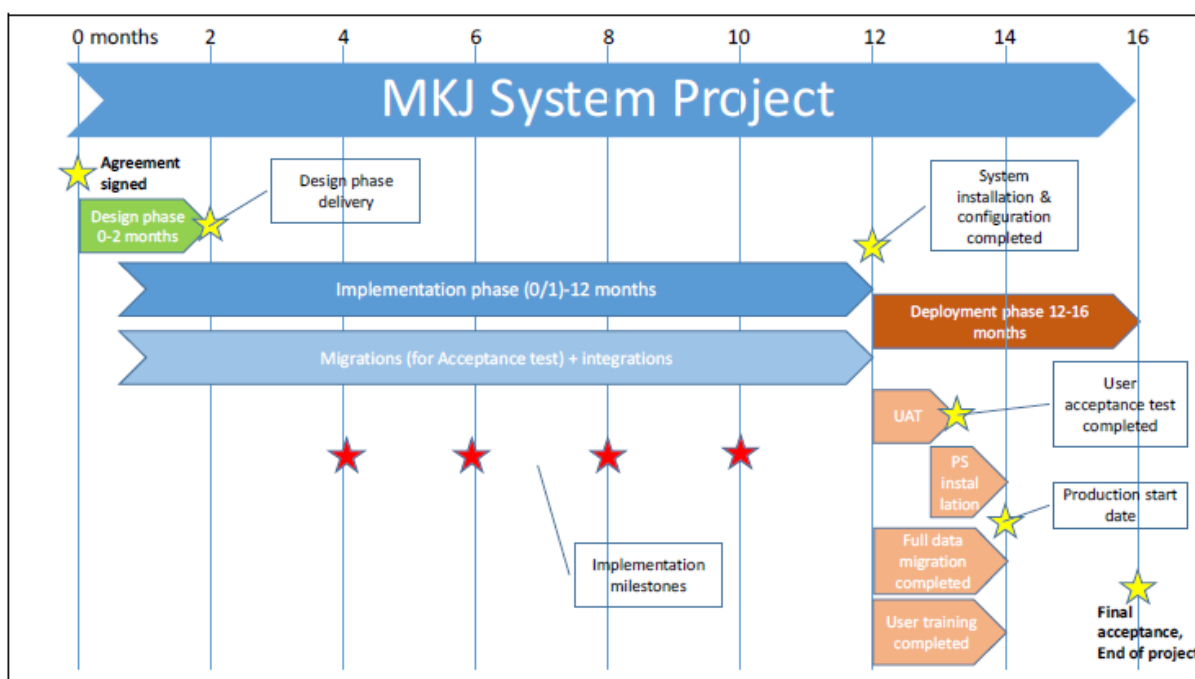 0 months 2 4 6 8 10 12 14 16
MKJ System Project
Agreement
signed
Design phase
delivery
System
installation &
configuration
completed
Design phase
0-2 months
Implementation phase (0/1)-12 months
Deployment phase 12-16
months
Migrations (for Acceptance test) + integrations
UAT
User
acceptance test
completed
PS
instal
lation
Production start
date
Implementation
milestones
Full data
migration
completed
User training
completed
Final
acceptance,
End of project